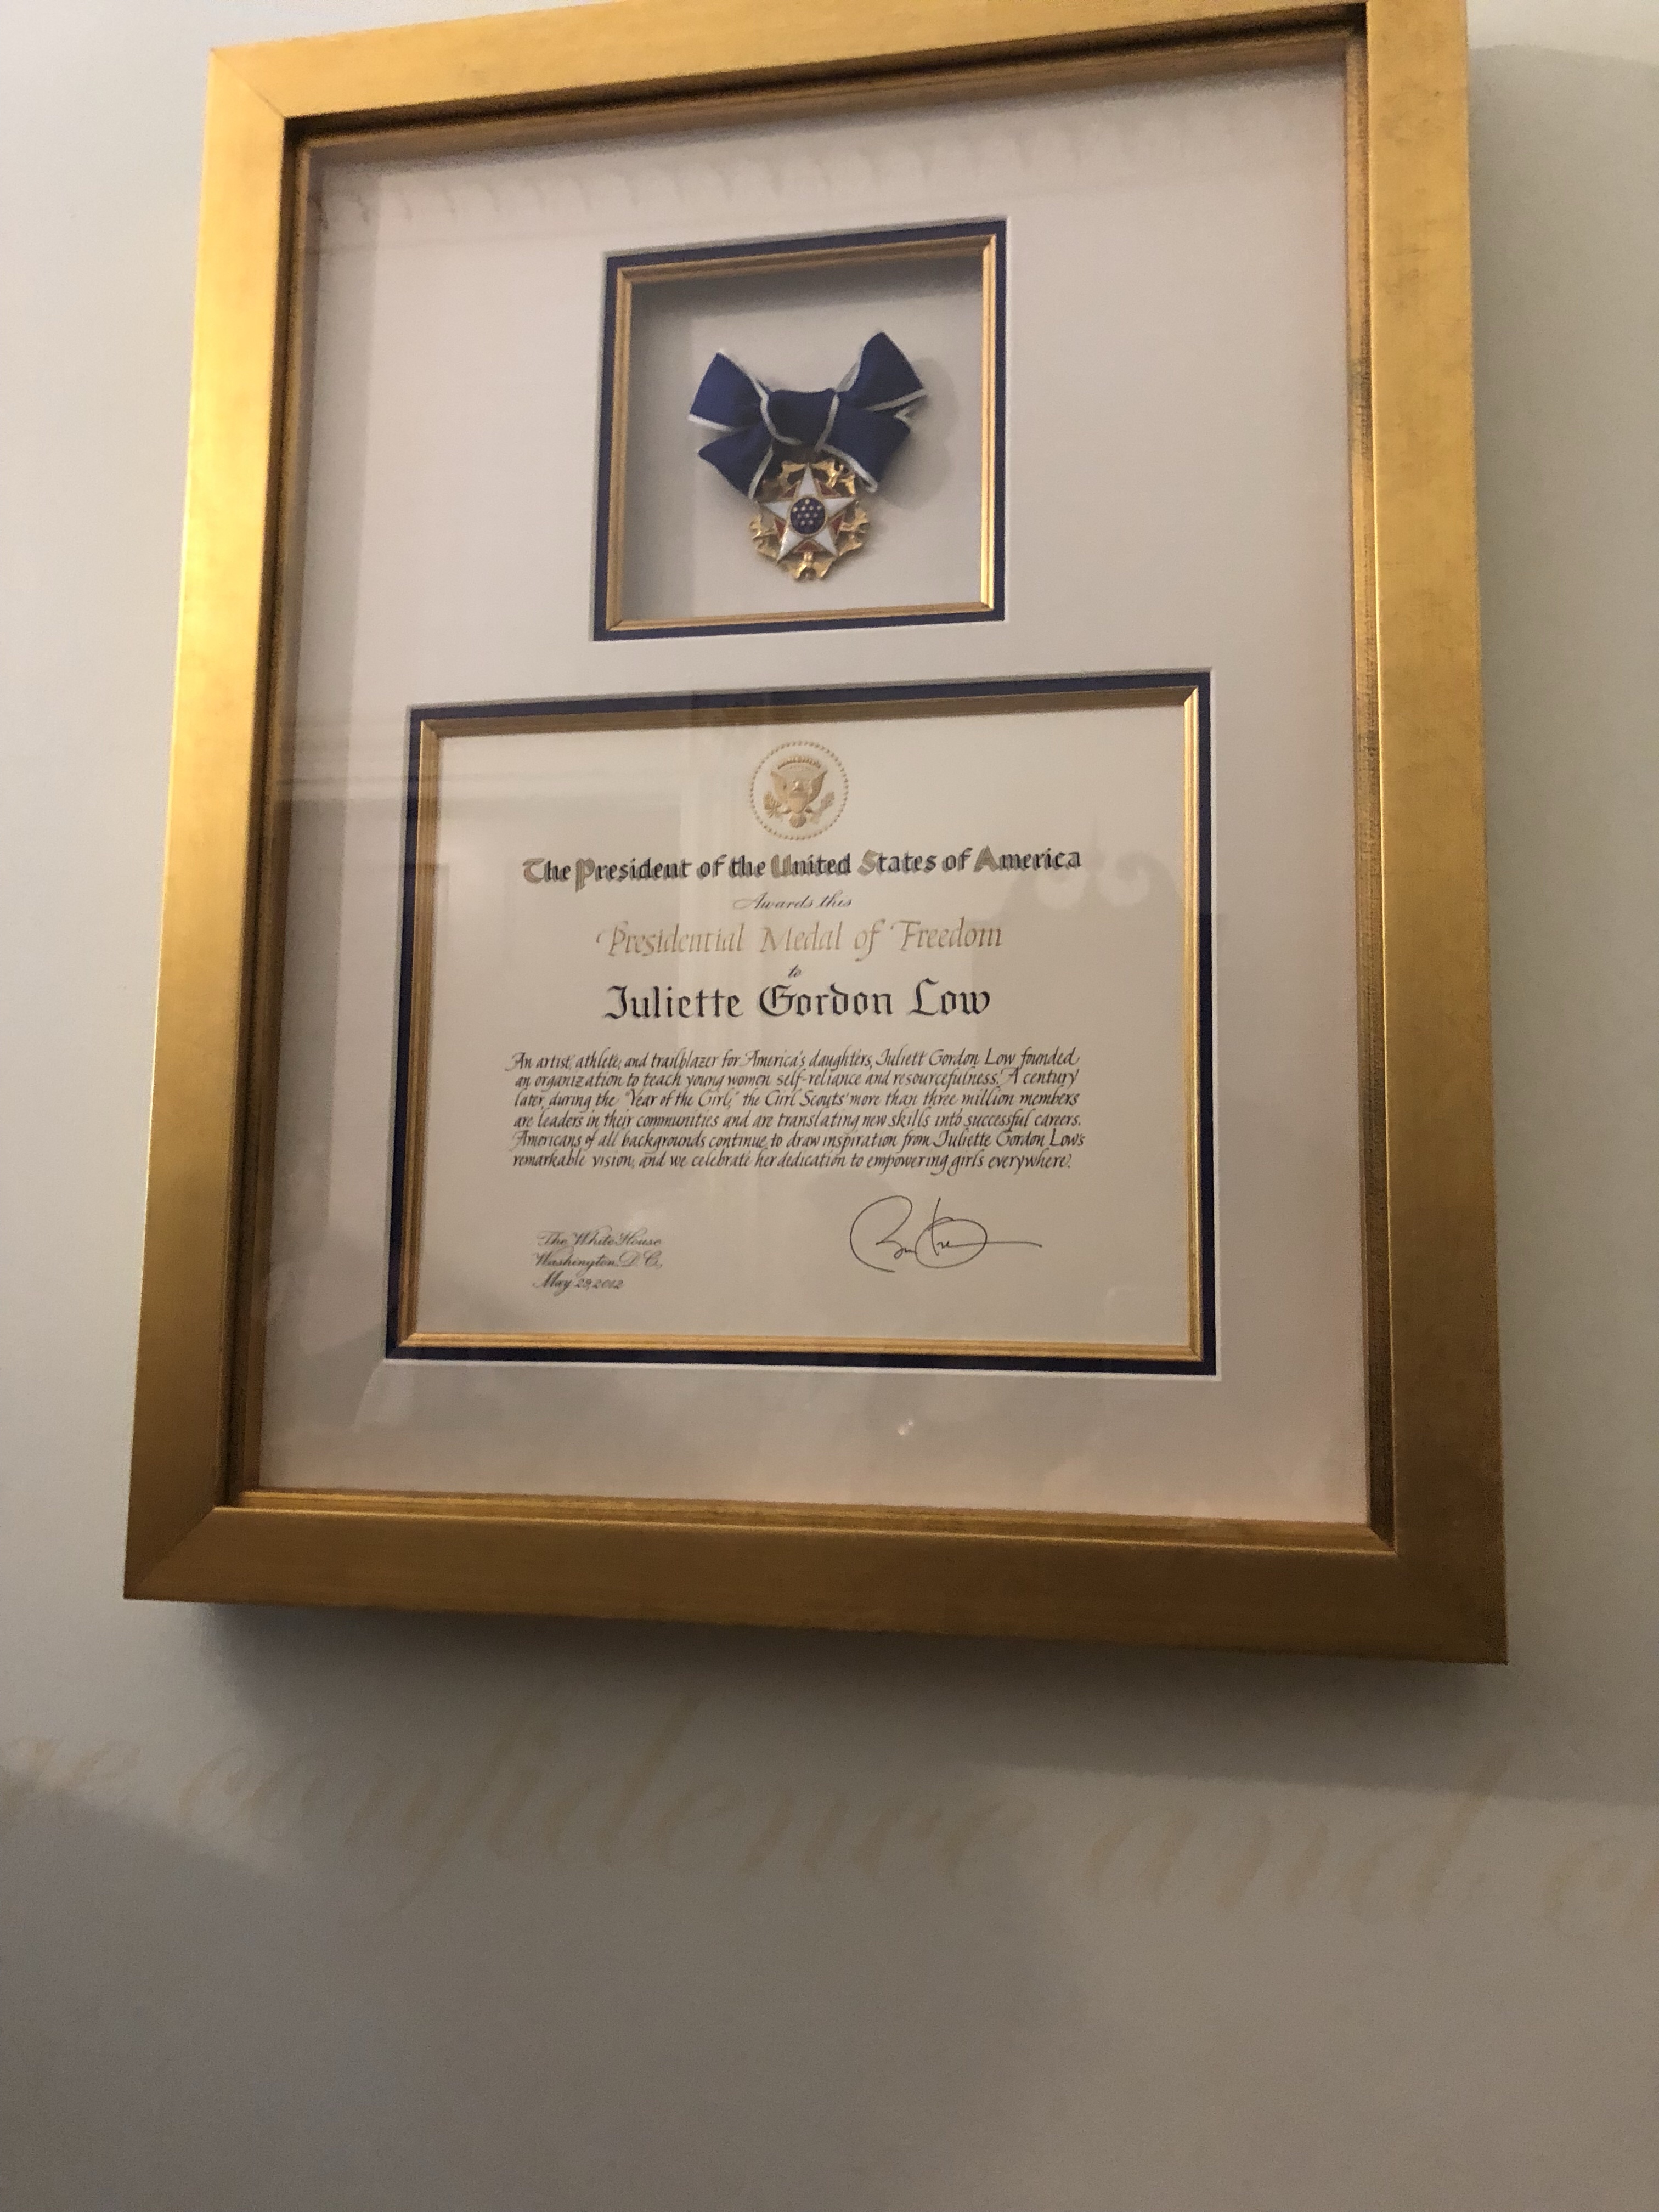 The President of the United States of America
Awards this
Presidential Medal of Freedom
to
Juliette Gordon Low
An artist, athlete, and trailblazer for America's daughters, Juliett Gordon Low founded
an organization to teach young women self-reliance and resourcefulness. A century
later, during the "Year of the Girl," the Girl Scouts' more than three million members
are leaders in their communities and are translating new skills into successful careers.
Americans of all backgrounds continue to draw inspiration from Juliette Gordon Low's
remarkable vision, and we celebrate her dedication to empowering girls everywhere.
The White House
Washington, D.C.,
May 29, 2012
confidence and